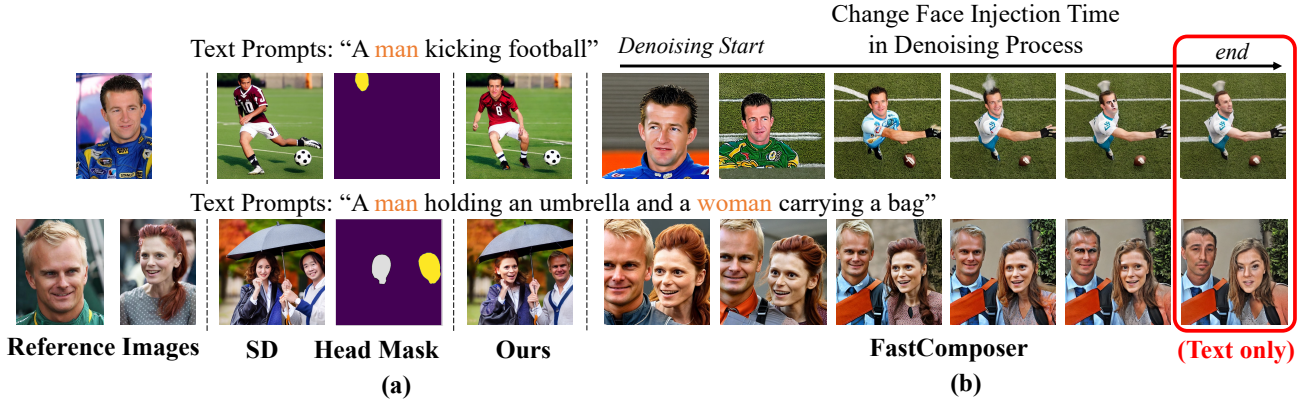 Text Prompts: “A man kicking football”
Denoising Start
Change Face Injection Time
in Denoising Process
end
Text Prompts: “A man holding an umbrella and a woman carrying a bag”
Reference Images
SD
Head Mask
Ours
FastComposer
(Text only)
(a)
(b)